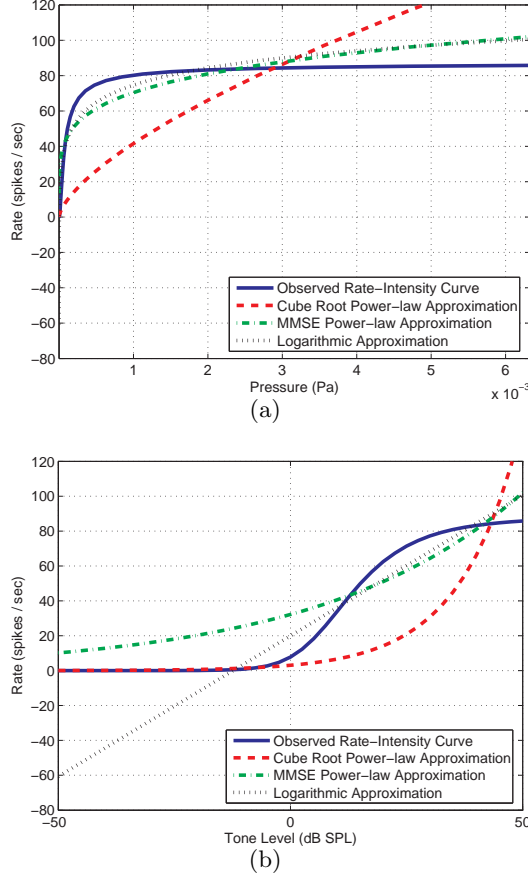 120
100
80
60
40
20
0
−20
−40
−60
−80
Rate (spikes / sec)
0 1 2 3 4 5 6
Pressure (Pa)
x 10⁻³
Observed Rate−Intensity Curve
Cube Root Power−law Approximation
MMSE Power−law Approximation
Logarithmic Approximation
(a)
120
100
80
60
40
20
0
−20
−40
−60
−80
Rate (spikes / sec)
−50 0 50
Tone Level (dB SPL)
Observed Rate−Intensity Curve
Cube Root Power−law Approximation
MMSE Power−law Approximation
Logarithmic Approximation
(b)